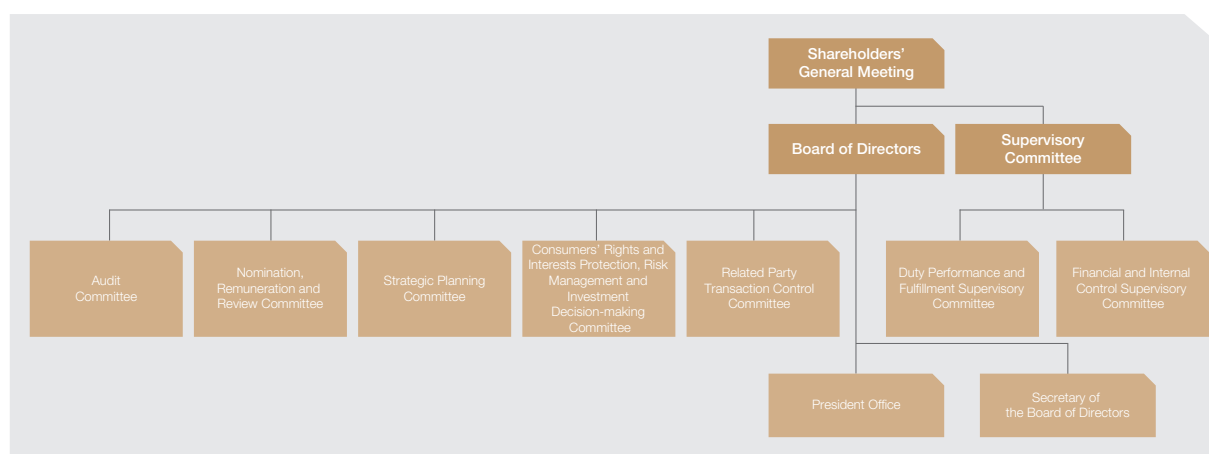 Shareholders'
General Meeting
Board of Directors
Supervisory
Committee
Audit
Committee
Nomination,
Remuneration and
Review Committee
Strategic Planning
Committee
Consumers' Rights and
Interests Protection, Risk
Management and
Investment
Decision-making
Committee
Related Party
Transaction Control
Committee
Duty Performance and
Fulfillment Supervisory
Committee
Financial and Internal
Control Supervisory
Committee
President Office
Secretary of
the Board of Directors